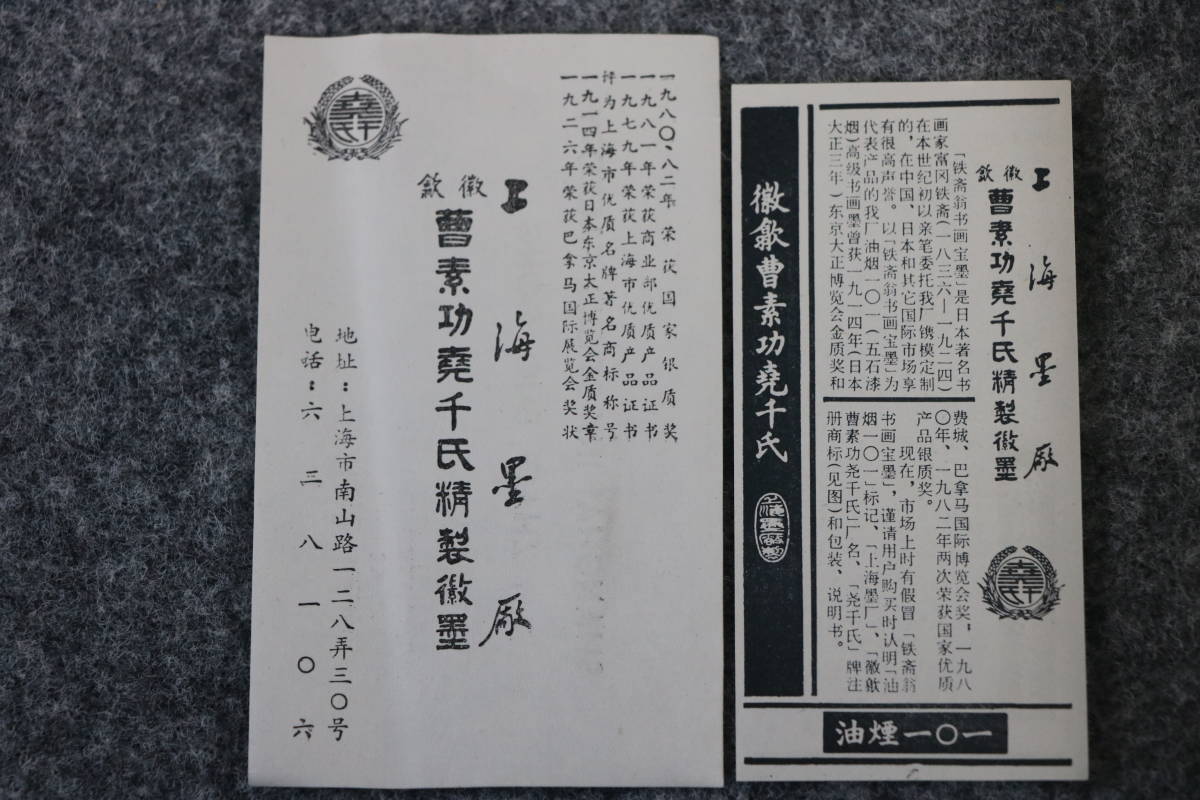 一九八〇、八二年荣获国家银质奖
一九八一年荣获商业部优质产品证书
一九七九年荣获上海市优质产品证书
评为上海市优质名牌著名商标称号
一九一四年荣获日本东京大正博览会金质奖章
一九二六年荣获巴拿马国际展览会奖状
上海墨廠
徽歙
曹素功堯千氏精製徽墨
地址:上海市南山路一二八弄三〇号
电话:六三八一〇六
堯千氏
上海墨廠
徽歙
曹素功堯千氏精製徽墨
堯千氏
「铁斋翁书画宝墨」是日本著名书
画家富冈铁斋(一八三六—一九二四)
在本世纪初以亲笔委托我厂镌模定制
的,在中国、日本和其它国际市场享
有很高声誉。以「铁斋翁书画宝墨」为
代表产品的我厂油烟一〇一(五石漆
烟)高级书画墨曾获一九一四年(日本
大正三年)东京大正博览会金质奖和
费城、巴拿马国际博览会奖,一九八
〇年、一九八二年两次荣获国家优质
产品银质奖。
现在,市场上时有假冒「铁斋翁
书画宝墨」,谨请用户购买时认明「油
烟一〇一」标记、「上海墨厂」、「徽歙
曹素功尧千氏」厂名、「尧千氏」牌注
册商标(见图)和包装、说明书。
徽歙曹素功尧千氏
上海墨廠製
油煙一〇一